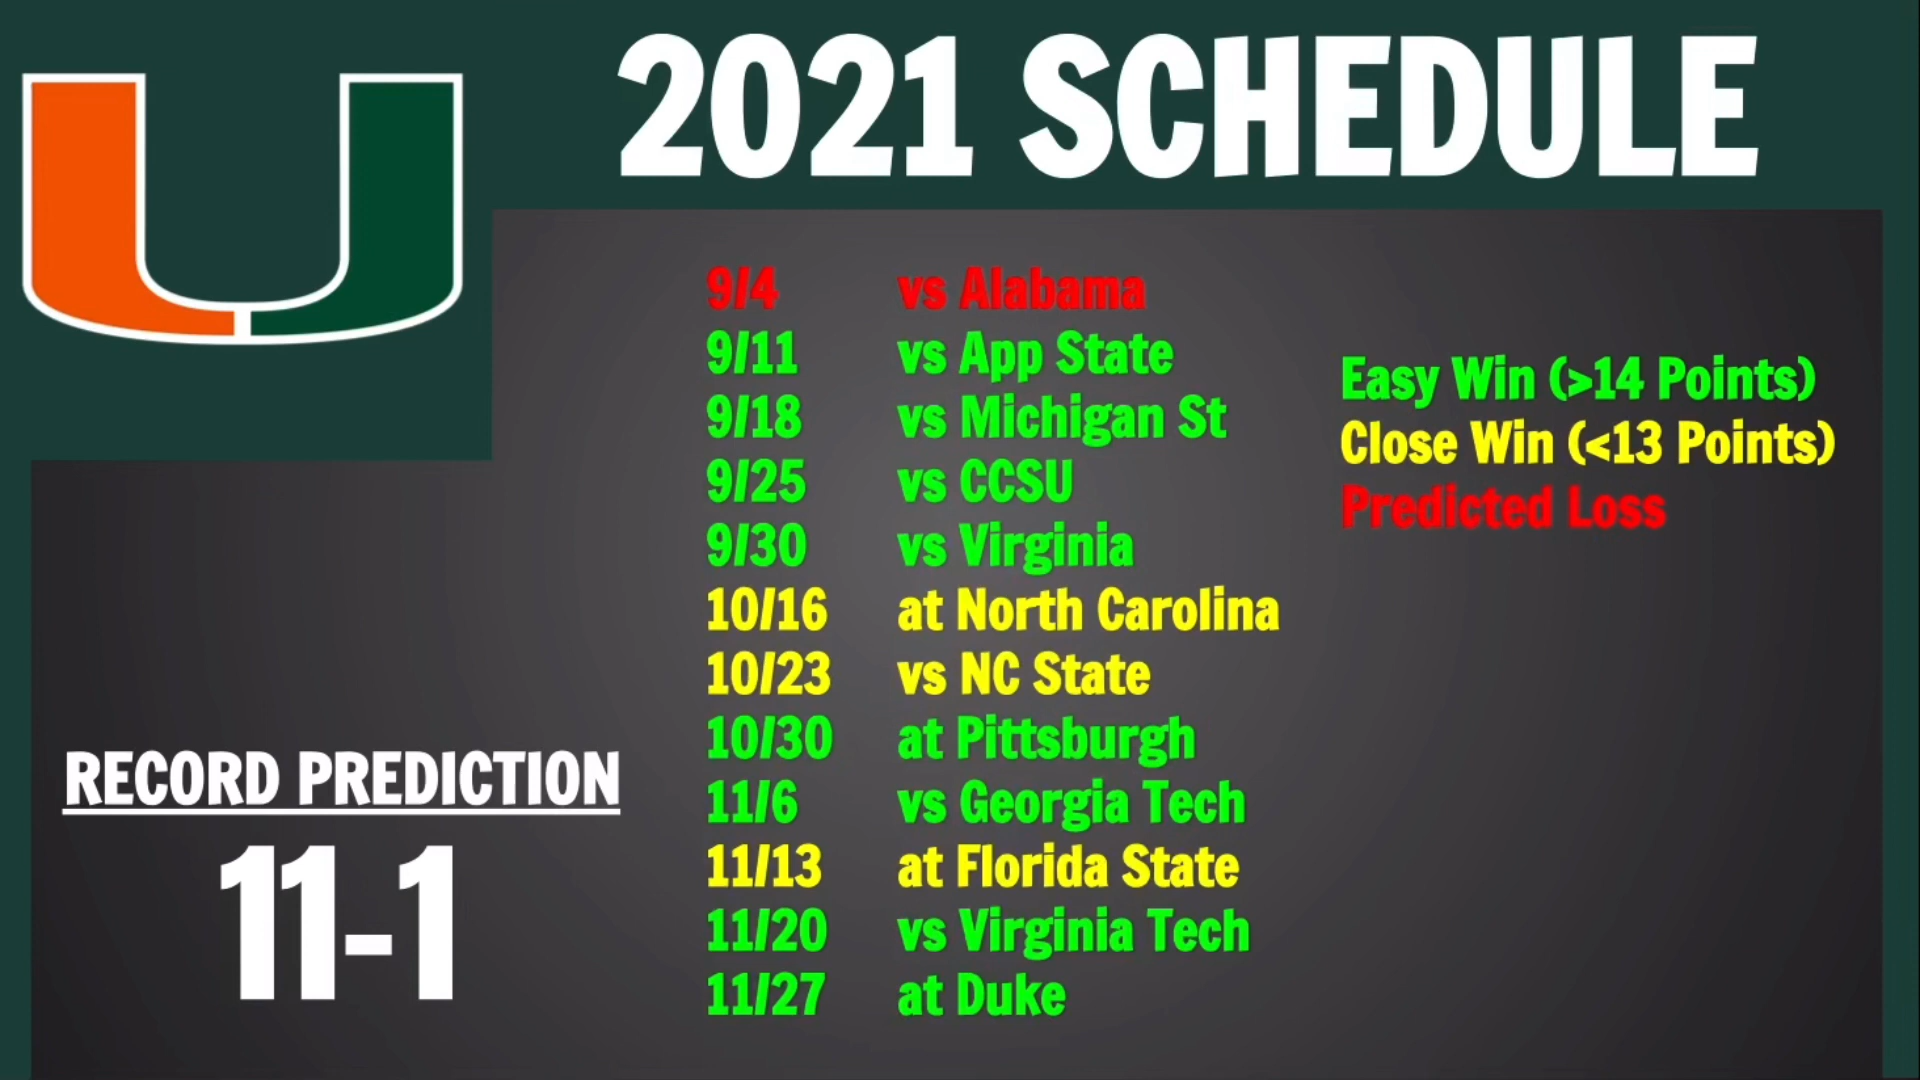 2021 SCHEDULE
9/4 vs Alabama
9/11 vs App State
9/18 vs Michigan St
9/25 vs CCSU
9/30 vs Virginia
10/16 at North Carolina
10/23 vs NC State
10/30 at Pittsburgh
11/6 vs Georgia Tech
11/13 at Florida State
11/20 vs Virginia Tech
11/27 at Duke
Easy Win (>14 Points)
Close Win (<13 Points)
Predicted Loss
RECORD PREDICTION
11-1